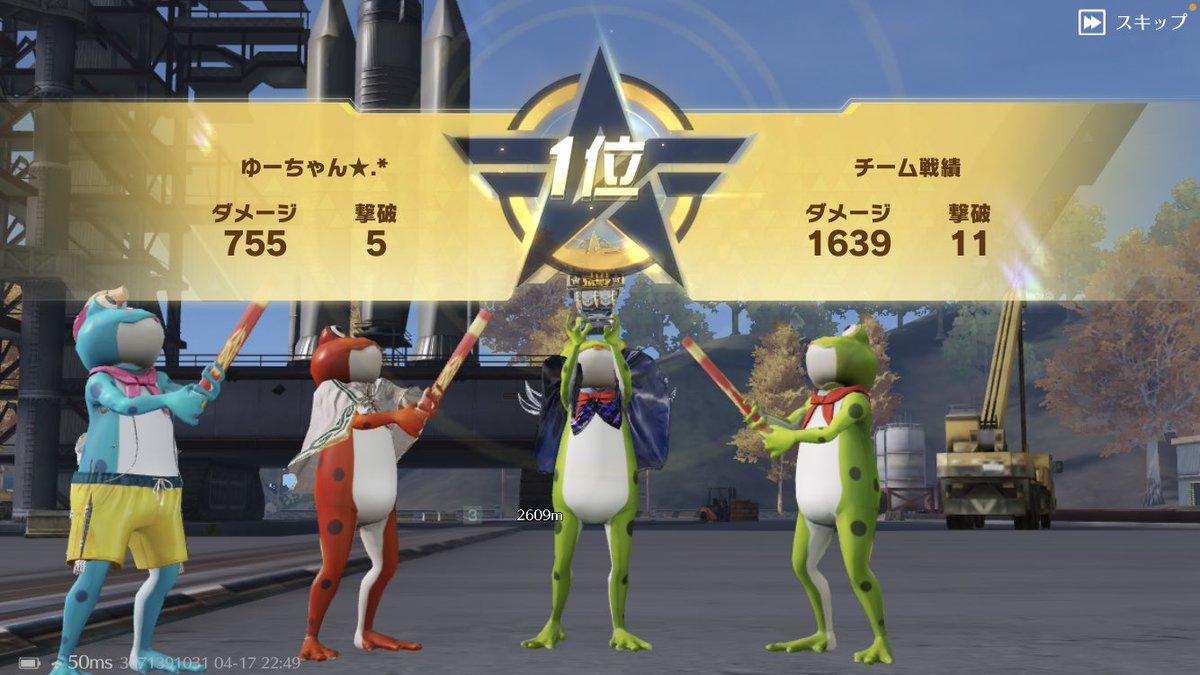 スキップ
1位
ゆーちゃん★.*
ダメージ 撃破
755 5
チーム戦績
ダメージ 撃破
1639 11
3
2609m
50ms
04-17 22:49